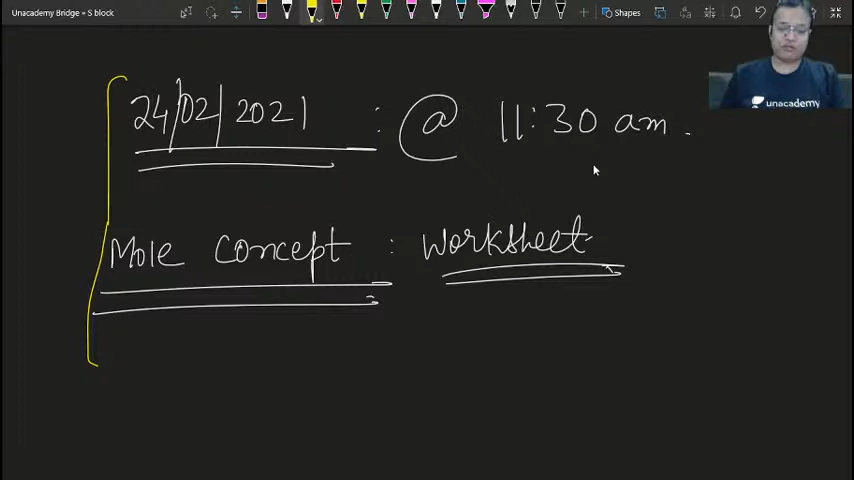 Unacademy Bridge - S block
Shapes
unacademy
24/02/2021 : @ 11:30 am.
Mole Concept : Worksheet